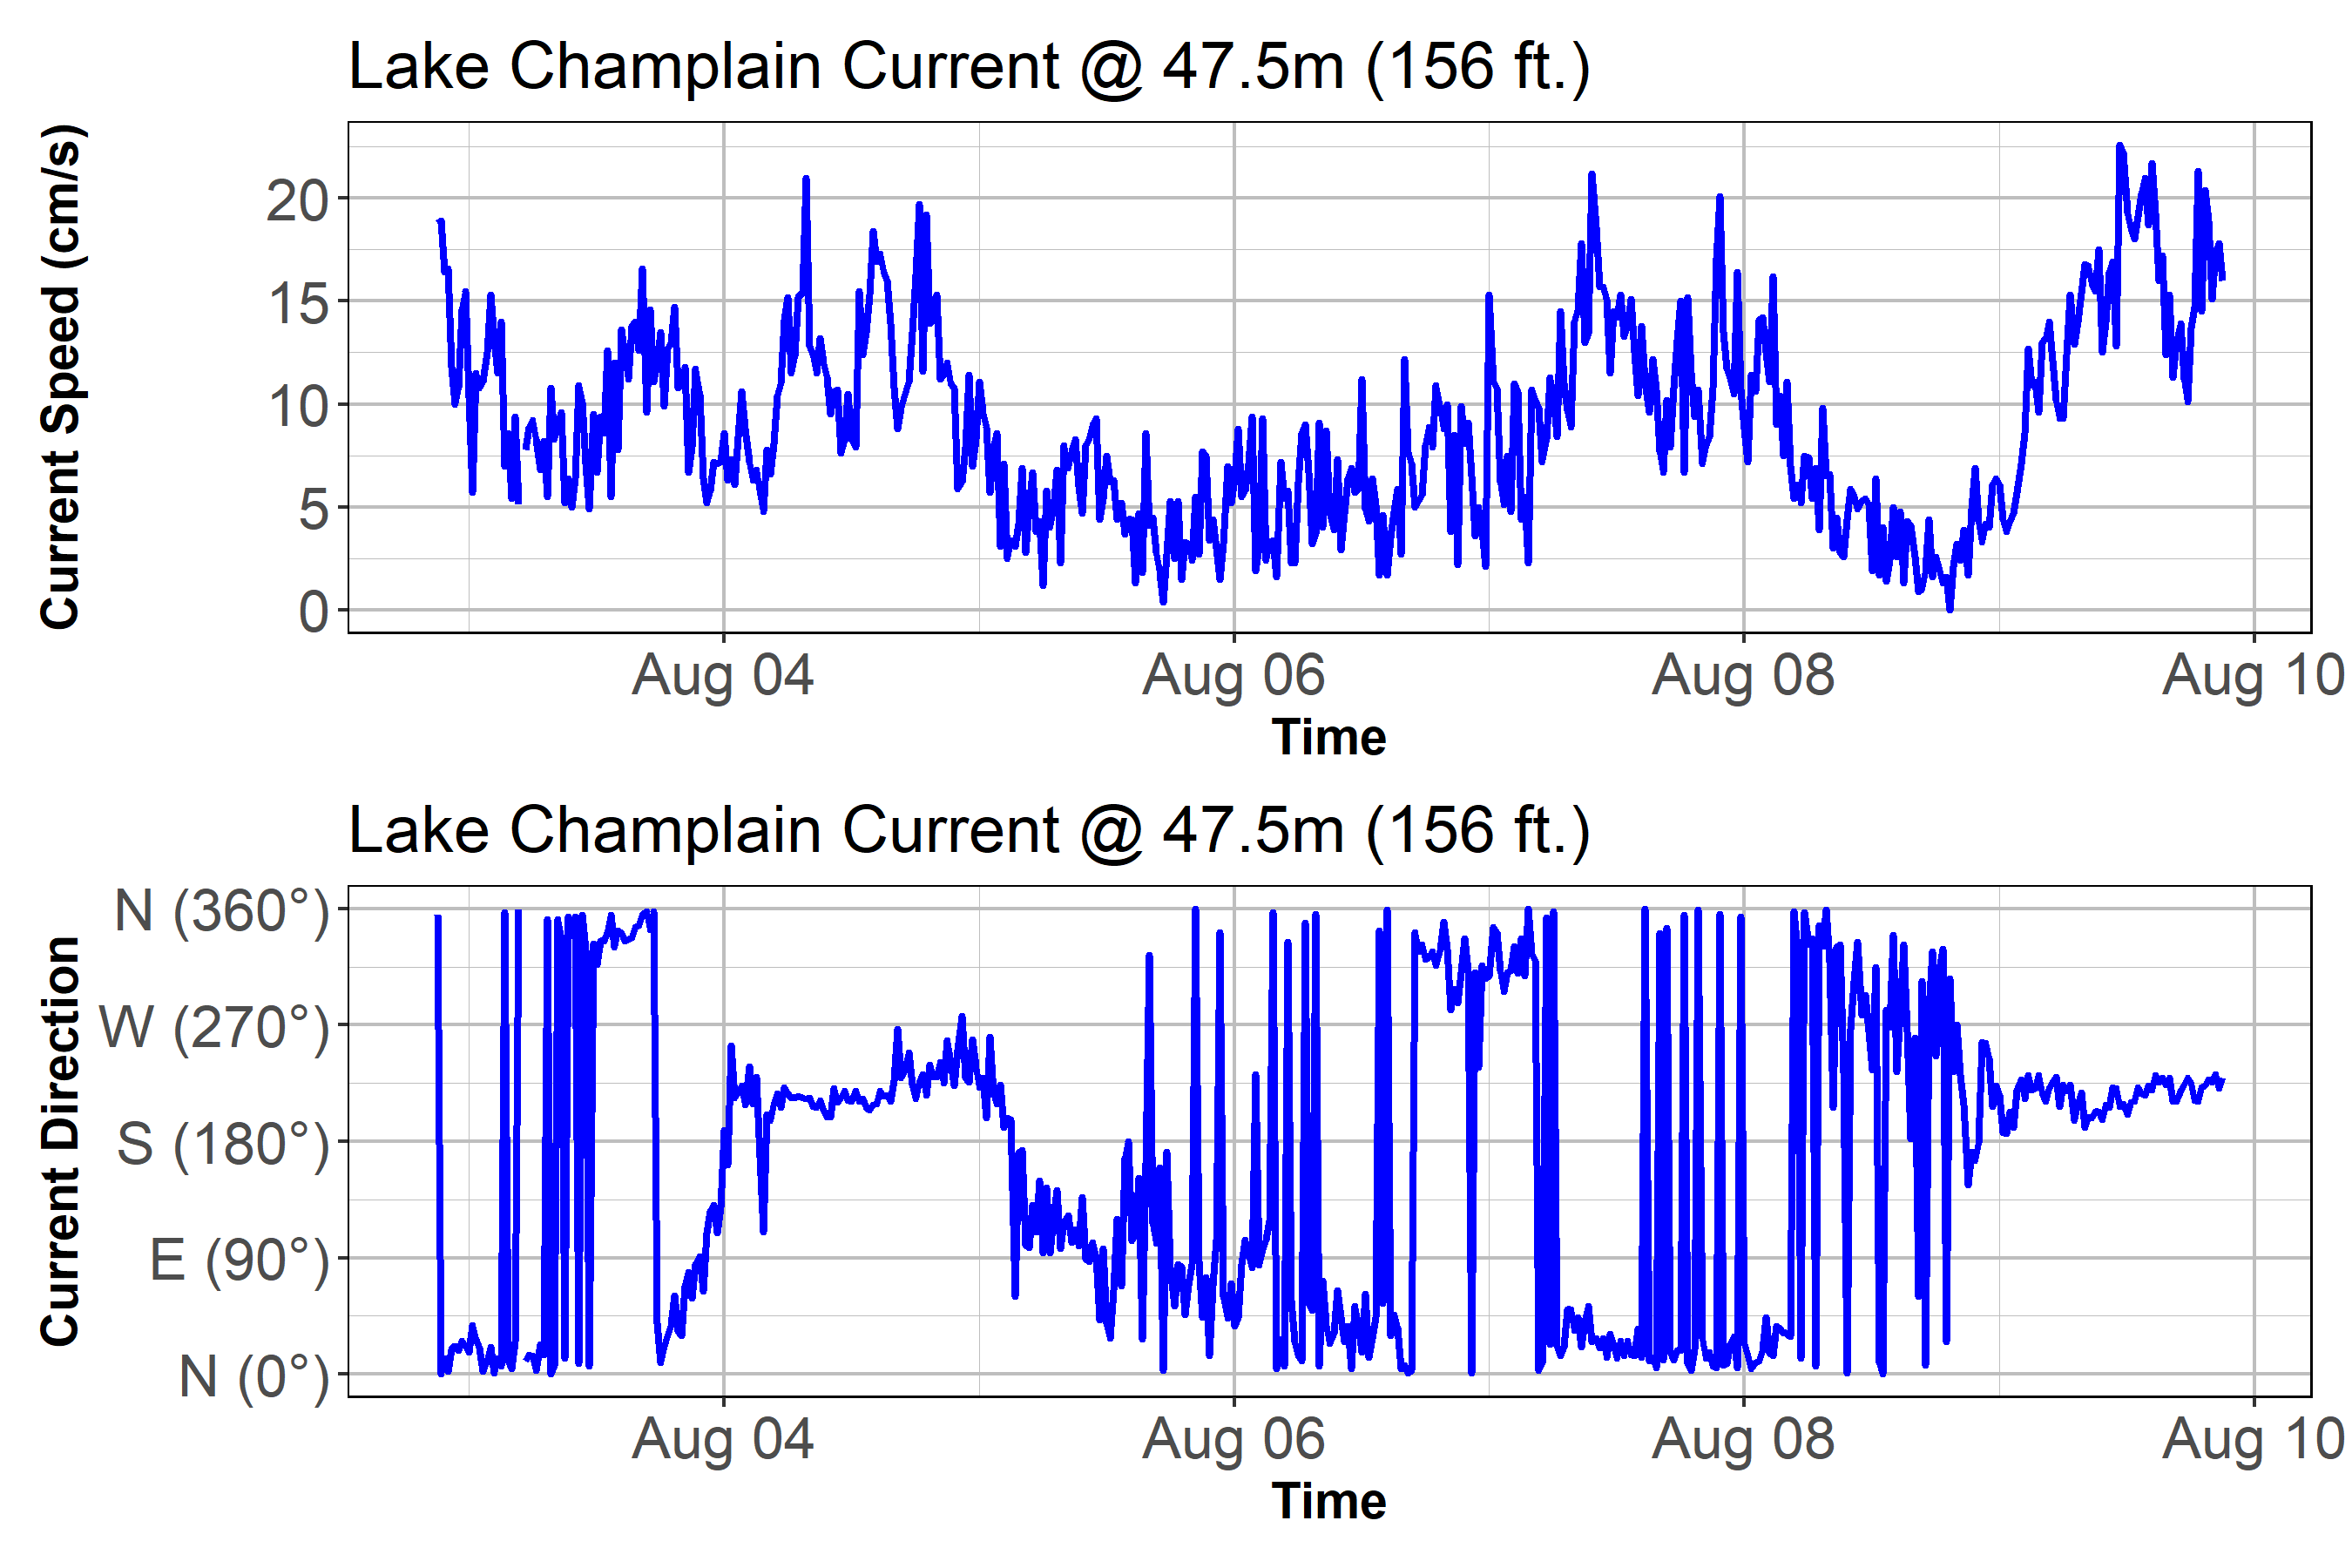 Lake Champlain Current @ 47.5m (156 ft.)
Current Speed (cm/s)
20
15
10
5
0
Aug 04 Aug 06 Aug 08 Aug 10
Time
Lake Champlain Current @ 47.5m (156 ft.)
Current Direction
N (360°)
W (270°)
S (180°)
E (90°)
N (0°)
Aug 04 Aug 06 Aug 08 Aug 10
Time